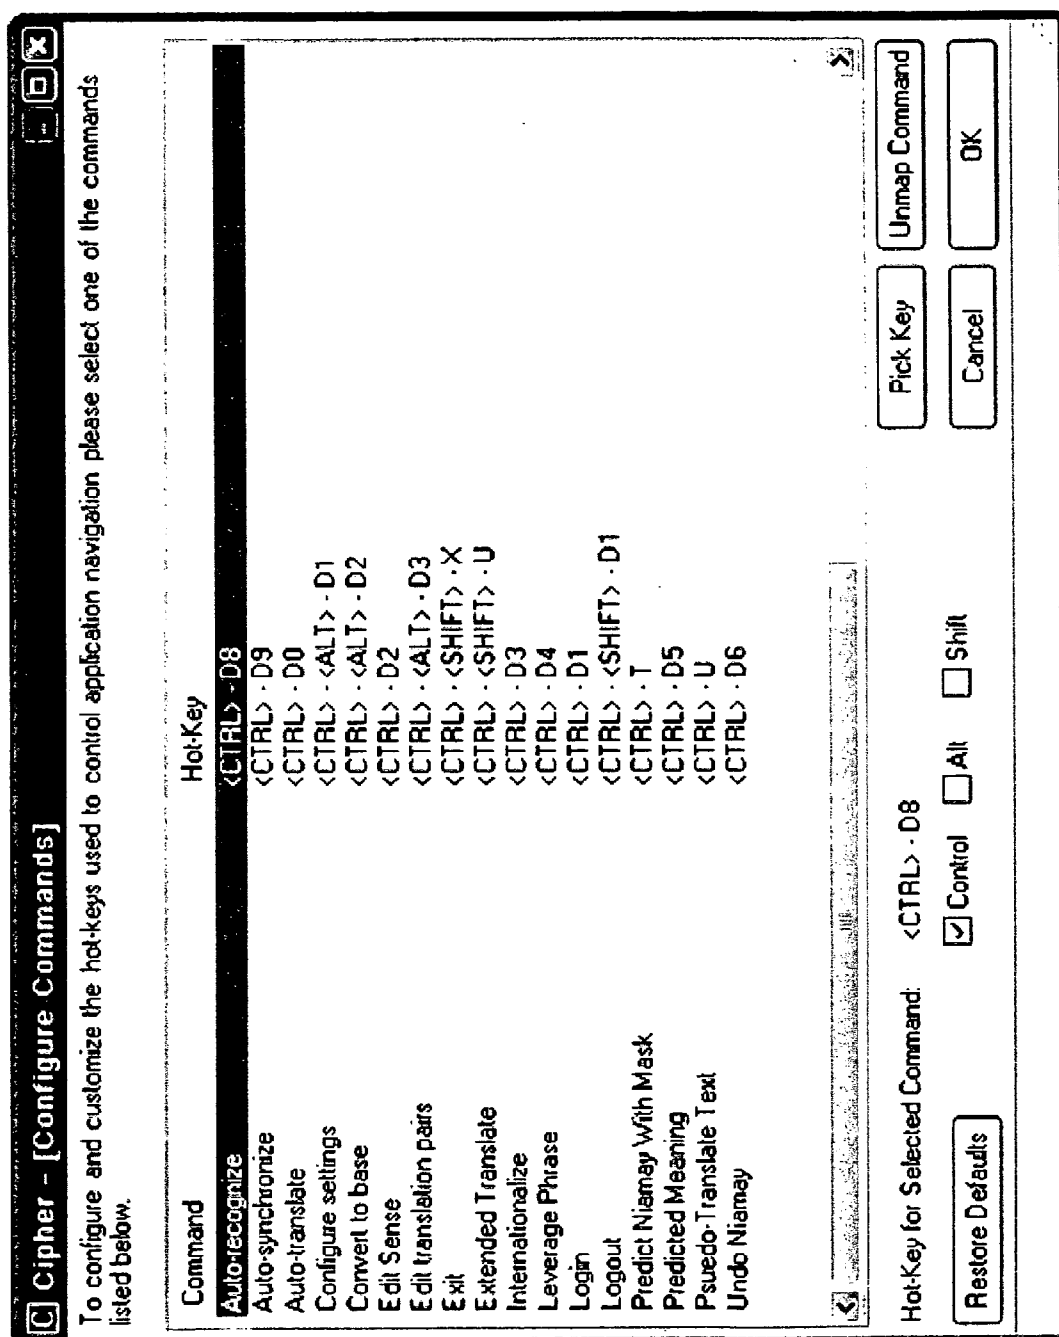 C Cipher - [Configure Commands]
To configure and customize the hot-keys used to control application navigation please select one of the commands
listed below.
Command Hot-Key
Auto-recognize <CTRL> - D8
Auto-synchronize <CTRL> - D9
Auto-translate <CTRL> - D0
Configure settings <CTRL> - <ALT> - D1
Convert to base <CTRL> - <ALT> - D2
Edit Sense <CTRL> - D2
Edit translation pairs <CTRL> - <ALT> - D3
Exit <CTRL> - <SHIFT> - X
Extended Translate <CTRL> - <SHIFT> - U
Internationalize <CTRL> - D3
Leverage Phrase <CTRL> - D4
Login <CTRL> - D1
Logout <CTRL> - <SHIFT> - D1
Predict Niamay With Mask <CTRL> - T
Predicted Meaning <CTRL> - D5
Psuedo-Translate Text <CTRL> - U
Undo Niamay <CTRL> - D6
Hot-Key for Selected Command: <CTRL> - D8 Pick Key Unmap Command
Restore Defaults Control Alt Shift Cancel OK